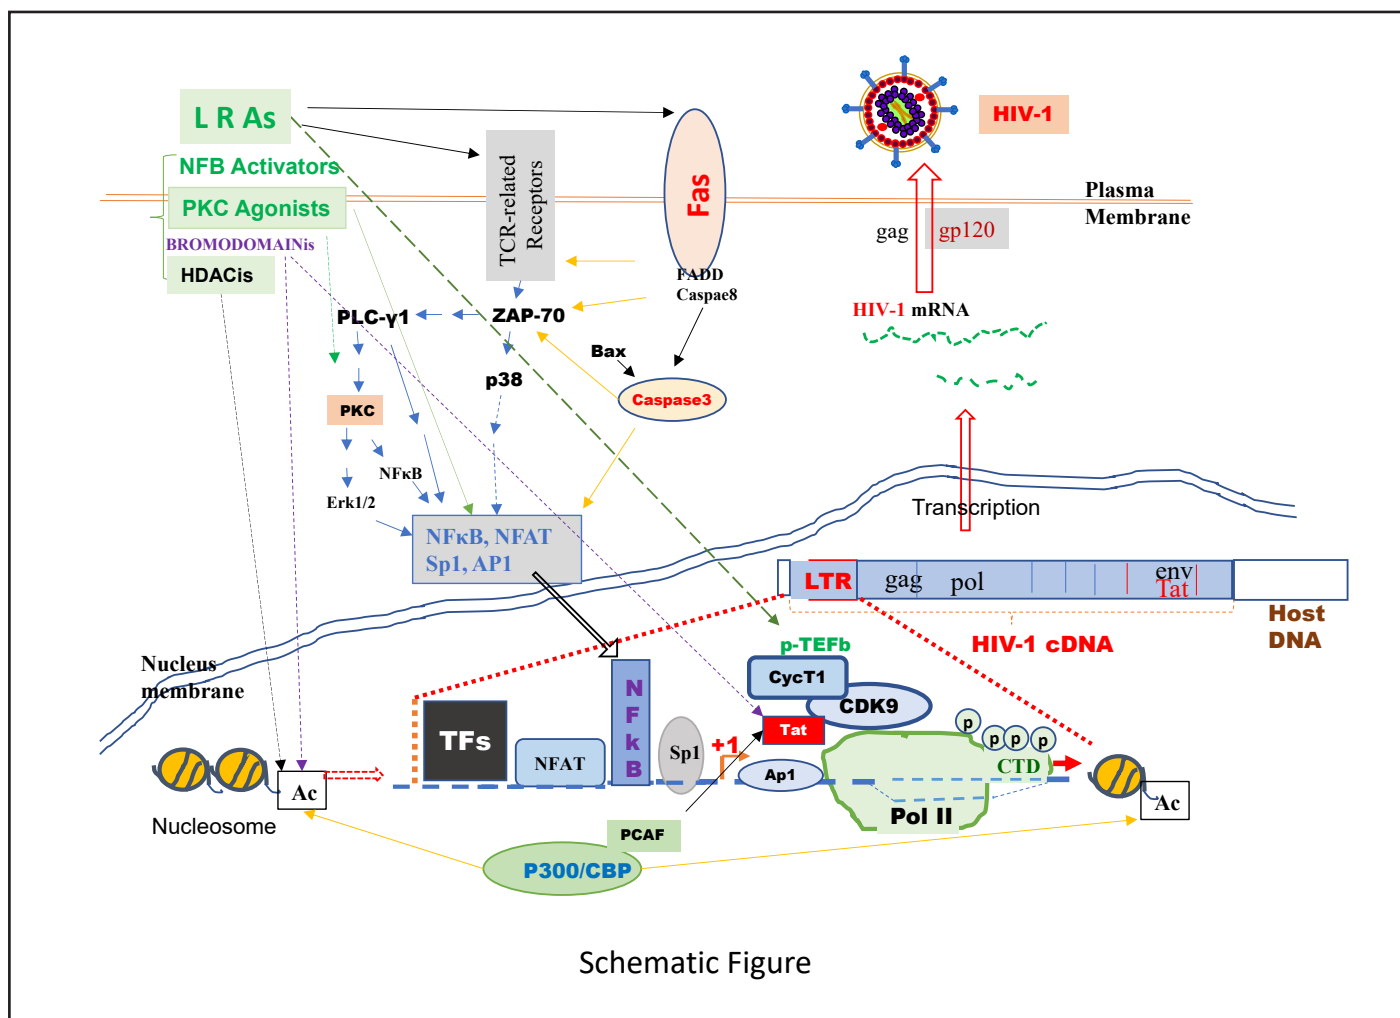 L R As
NFB Activators
PKC Agonists
BROMODOMAINis
HDACis
TCR-related
Receptors
Fas
FADD
Caspae8
HIV-1
Plasma
Membrane
gag
gp120
HIV-1 mRNA
PLC-γ1
ZAP-70
Bax
p38
Caspase3
PKC
NFκB
Erk1/2
NFκB, NFAT
Sp1, AP1
Transcription
LTR
gag
pol
env
Tat
Host
DNA
HIV-1 cDNA
Nucleus
membrane
p-TEFb
CycT1
CDK9
Tat
TFs
NFAT
NFkB
Sp1
+1
Ap1
p
p
p
p
CTD
Pol II
Ac
Ac
Nucleosome
PCAF
P300/CBP
Schematic Figure